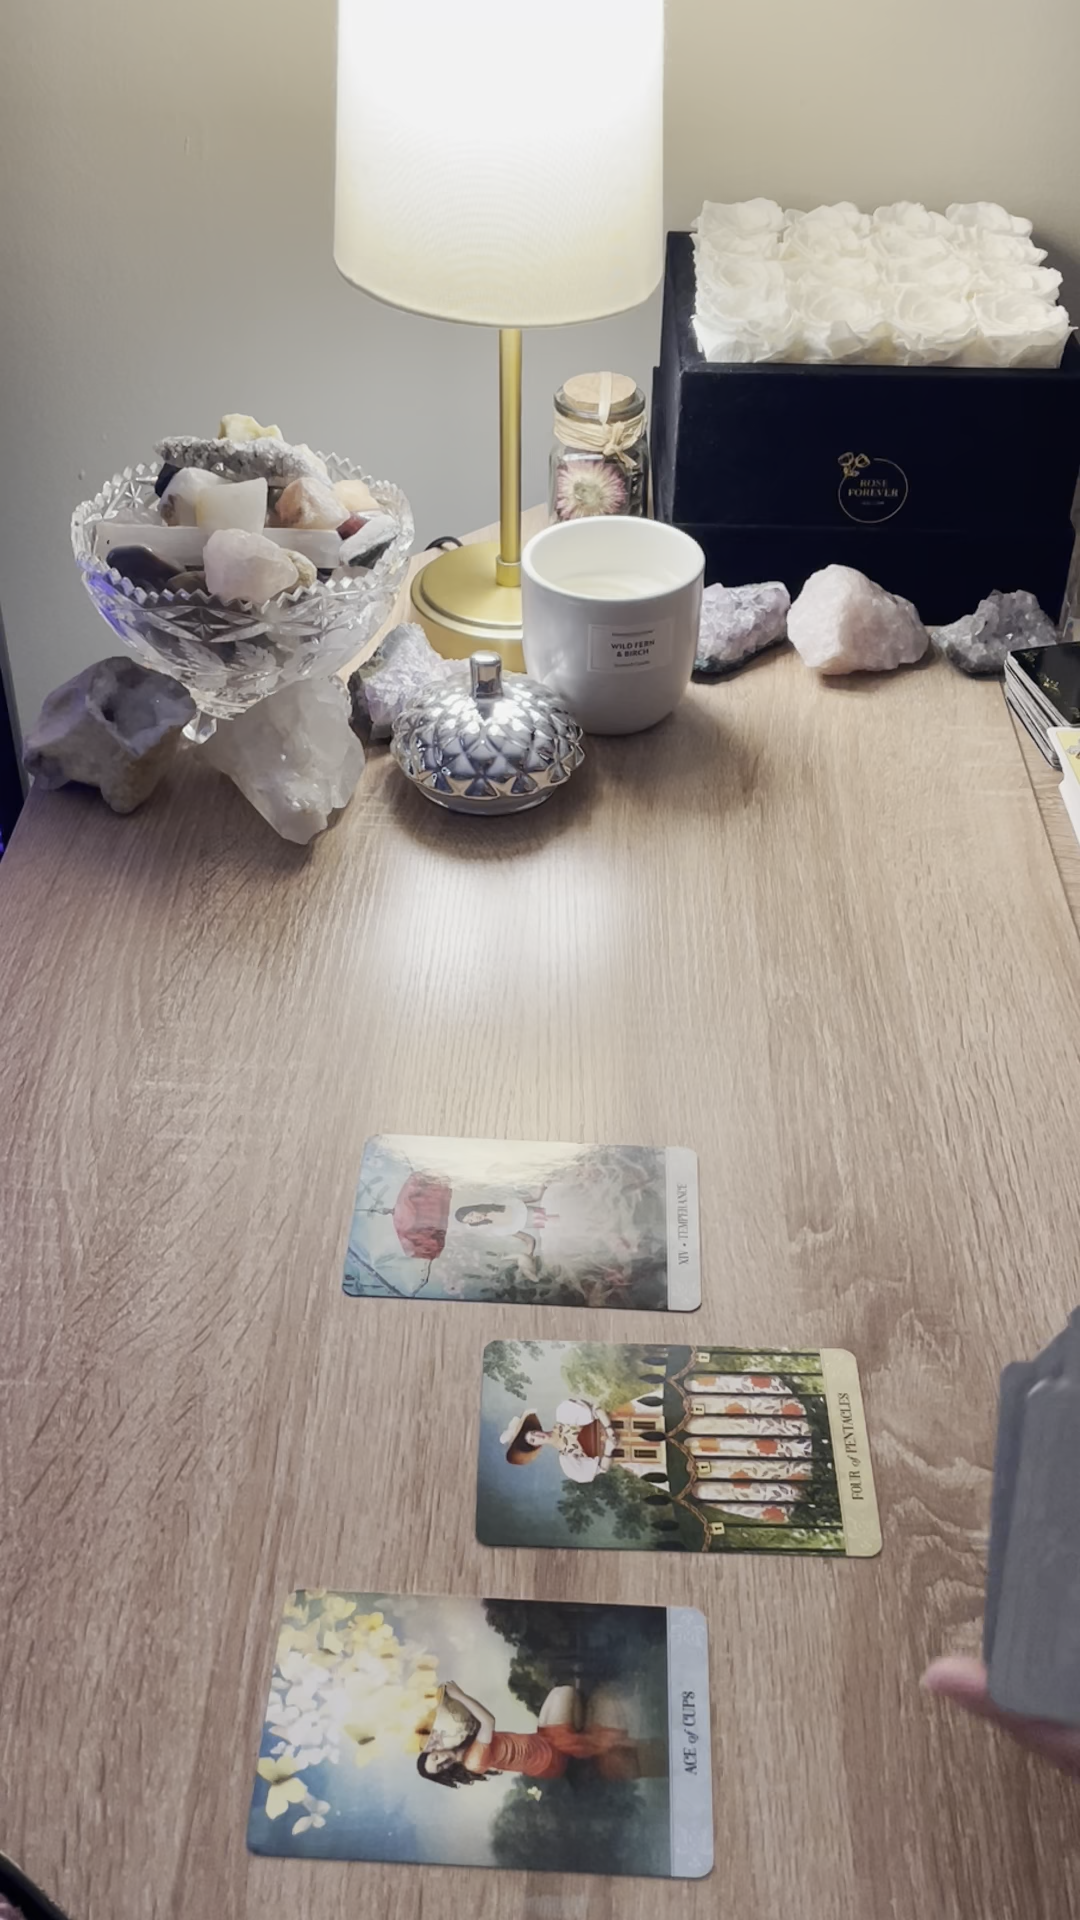 ROSE
FOREVER
WILD FERN
& BIRCH
XIV • TEMPERANCE
FOUR of PENTACLES
ACE of CUPS